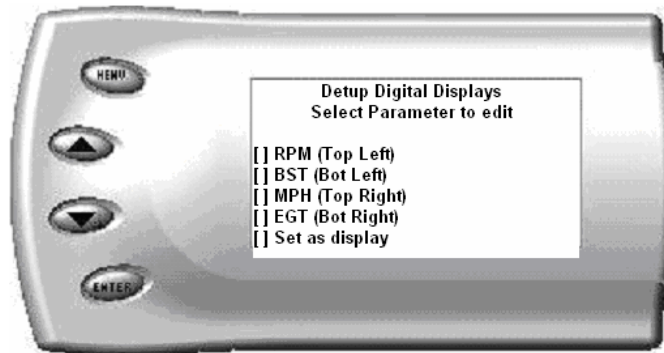 MENU
Detup Digital Displays
Select Parameter to edit
[ ] RPM (Top Left)
[ ] BST (Bot Left)
[ ] MPH (Top Right)
[ ] EGT (Bot Right)
[ ] Set as display
ENTER